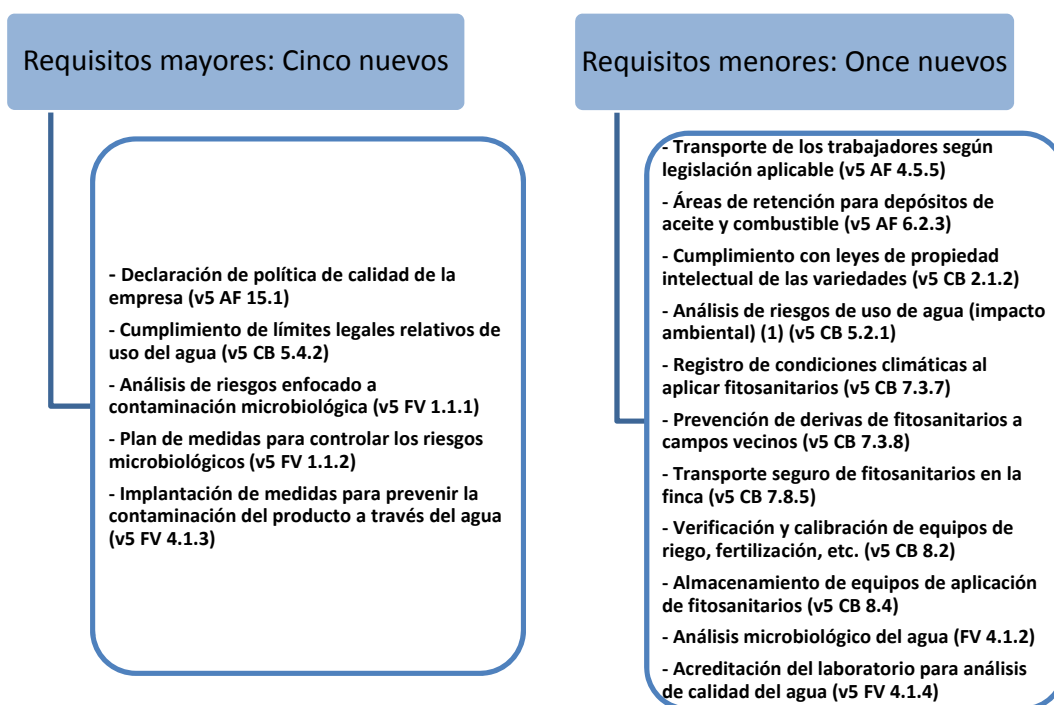 Requisitos mayores: Cinco nuevos
- Declaración de política de calidad de la
empresa (v5 AF 15.1)
- Cumplimiento de límites legales relativos de
uso del agua (v5 CB 5.4.2)
- Análisis de riesgos enfocado a
contaminación microbiológica (v5 FV 1.1.1)
- Plan de medidas para controlar los riesgos
microbiológicos (v5 FV 1.1.2)
- Implantación de medidas para prevenir la
contaminación del producto a través del agua
(v5 FV 4.1.3)
Requisitos menores: Once nuevos
- Transporte de los trabajadores según
legislación aplicable (v5 AF 4.5.5)
- Áreas de retención para depósitos de
aceite y combustible (v5 AF 6.2.3)
- Cumplimiento con leyes de propiedad
intelectual de las variedades (v5 CB 2.1.2)
- Análisis de riesgos de uso de agua (impacto
ambiental) (1) (v5 CB 5.2.1)
- Registro de condiciones climáticas al
aplicar fitosanitarios (v5 CB 7.3.7)
- Prevención de derivas de fitosanitarios a
campos vecinos (v5 CB 7.3.8)
- Transporte seguro de fitosanitarios en la
finca (v5 CB 7.8.5)
- Verificación y calibración de equipos de
riego, fertilización, etc. (v5 CB 8.2)
- Almacenamiento de equipos de aplicación
de fitosanitarios (v5 CB 8.4)
- Análisis microbiológico del agua (FV 4.1.2)
- Acreditación del laboratorio para análisis
de calidad del agua (v5 FV 4.1.4)